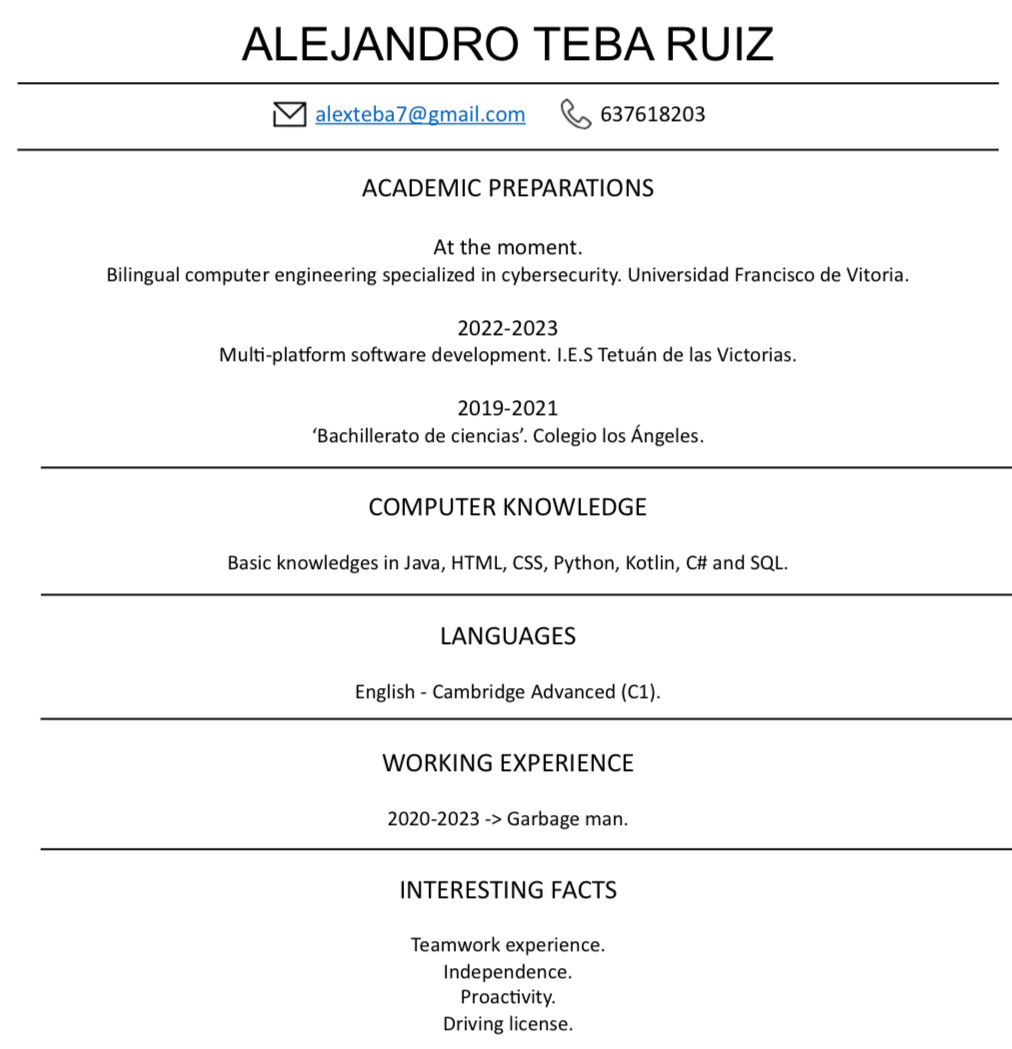 ALEJANDRO TEBA RUIZ
alexteba7@gmail.com 637618203
ACADEMIC PREPARATIONS
At the moment.
Bilingual computer engineering specialized in cybersecurity. Universidad Francisco de Vitoria.
2022-2023
Multi-platform software development. I.E.S Tetuán de las Victorias.
2019-2021
‘Bachillerato de ciencias’. Colegio los Ángeles.
COMPUTER KNOWLEDGE
Basic knowledges in Java, HTML, CSS, Python, Kotlin, C# and SQL.
LANGUAGES
English - Cambridge Advanced (C1).
WORKING EXPERIENCE
2020-2023 -> Garbage man.
INTERESTING FACTS
Teamwork experience.
Independence.
Proactivity.
Driving license.